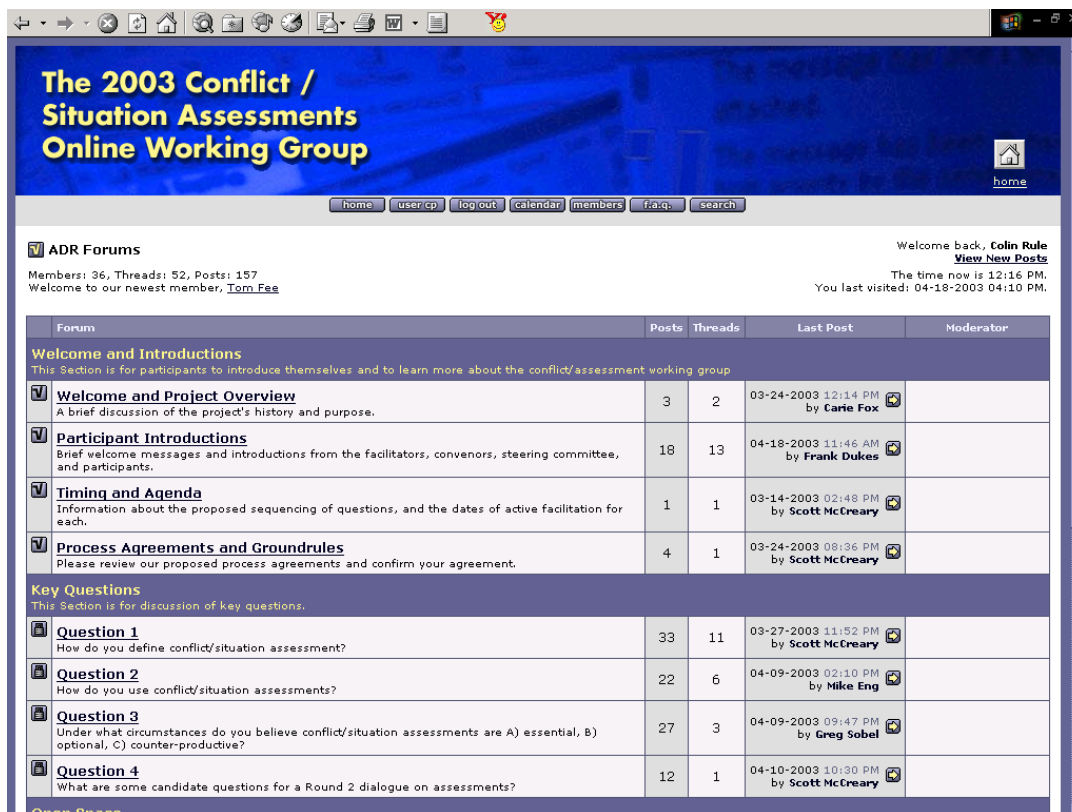 The 2003 Conflict /
Situation Assessments
Online Working Group
home
home user cp log out calendar members f.a.q. search
ADR Forums
Welcome back, Colin Rule
View New Posts
Members: 36, Threads: 52, Posts: 157
The time now is 12:16 PM.
Welcome to our newest member, Tom Fee
You last visited: 04-18-2003 04:10 PM.
Forum Posts Threads Last Post Moderator
Welcome and Introductions
This Section is for participants to introduce themselves and to learn more about the conflict/assessment working group
Welcome and Project Overview
A brief discussion of the project's history and purpose.
3 2 03-24-2003 12:14 PM
by Carie Fox
Participant Introductions
Brief welcome messages and introductions from the facilitators, convenors, steering committee,
and participants.
18 13 04-18-2003 11:46 AM
by Frank Dukes
Timing and Agenda
Information about the proposed sequencing of questions, and the dates of active facilitation for
each.
1 1 03-14-2003 02:48 PM
by Scott McCreary
Process Agreements and Groundrules
Please review our proposed process agreements and confirm your agreement.
4 1 03-24-2003 08:36 PM
by Scott McCreary
Key Questions
This Section is for discussion of key questions.
Question 1
How do you define conflict/situation assessment?
33 11 03-27-2003 11:52 PM
by Scott McCreary
Question 2
How do you use conflict/situation assessments?
22 6 04-09-2003 02:10 PM
by Mike Eng
Question 3
Under what circumstances do you believe conflict/situation assessments are A) essential, B)
optional, C) counter-productive?
27 3 04-09-2003 09:47 PM
by Greg Sobel
Question 4
What are some candidate questions for a Round 2 dialogue on assessments?
12 1 04-10-2003 10:30 PM
by Scott McCreary
Open Space